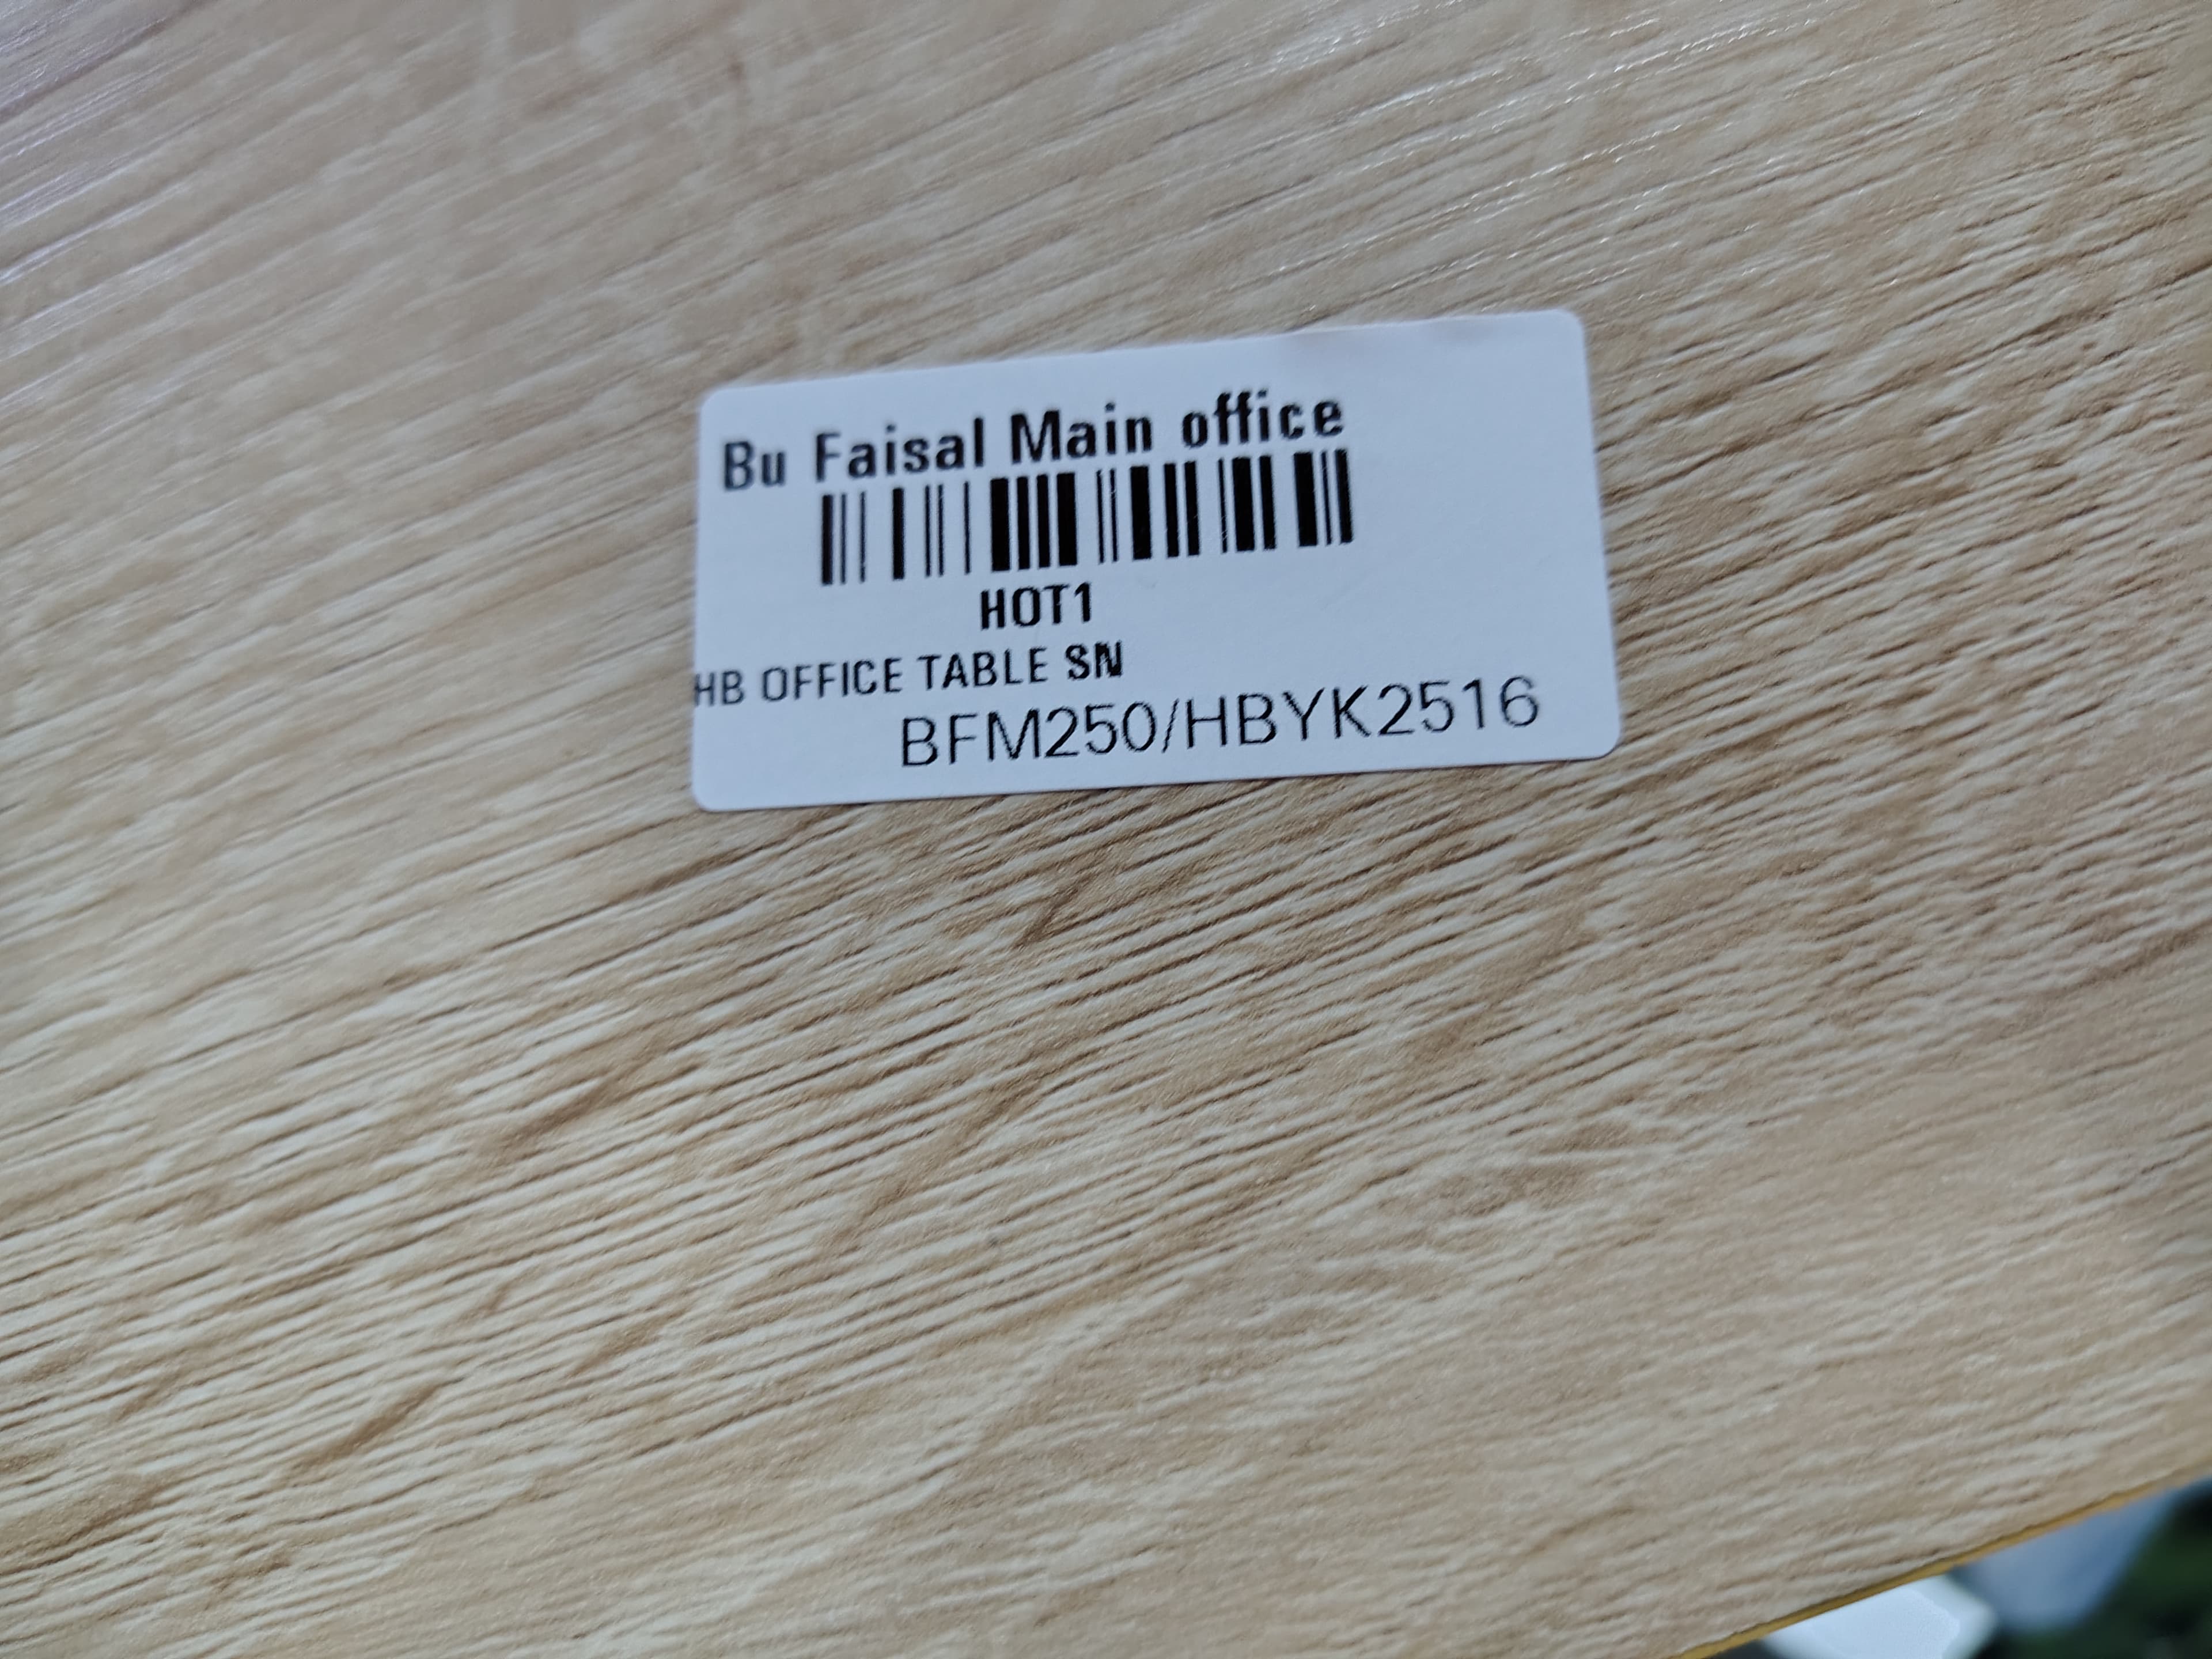 Bu Faisal Main office
HOT1
HB OFFICE TABLE SN
BFM250/HBYK2516